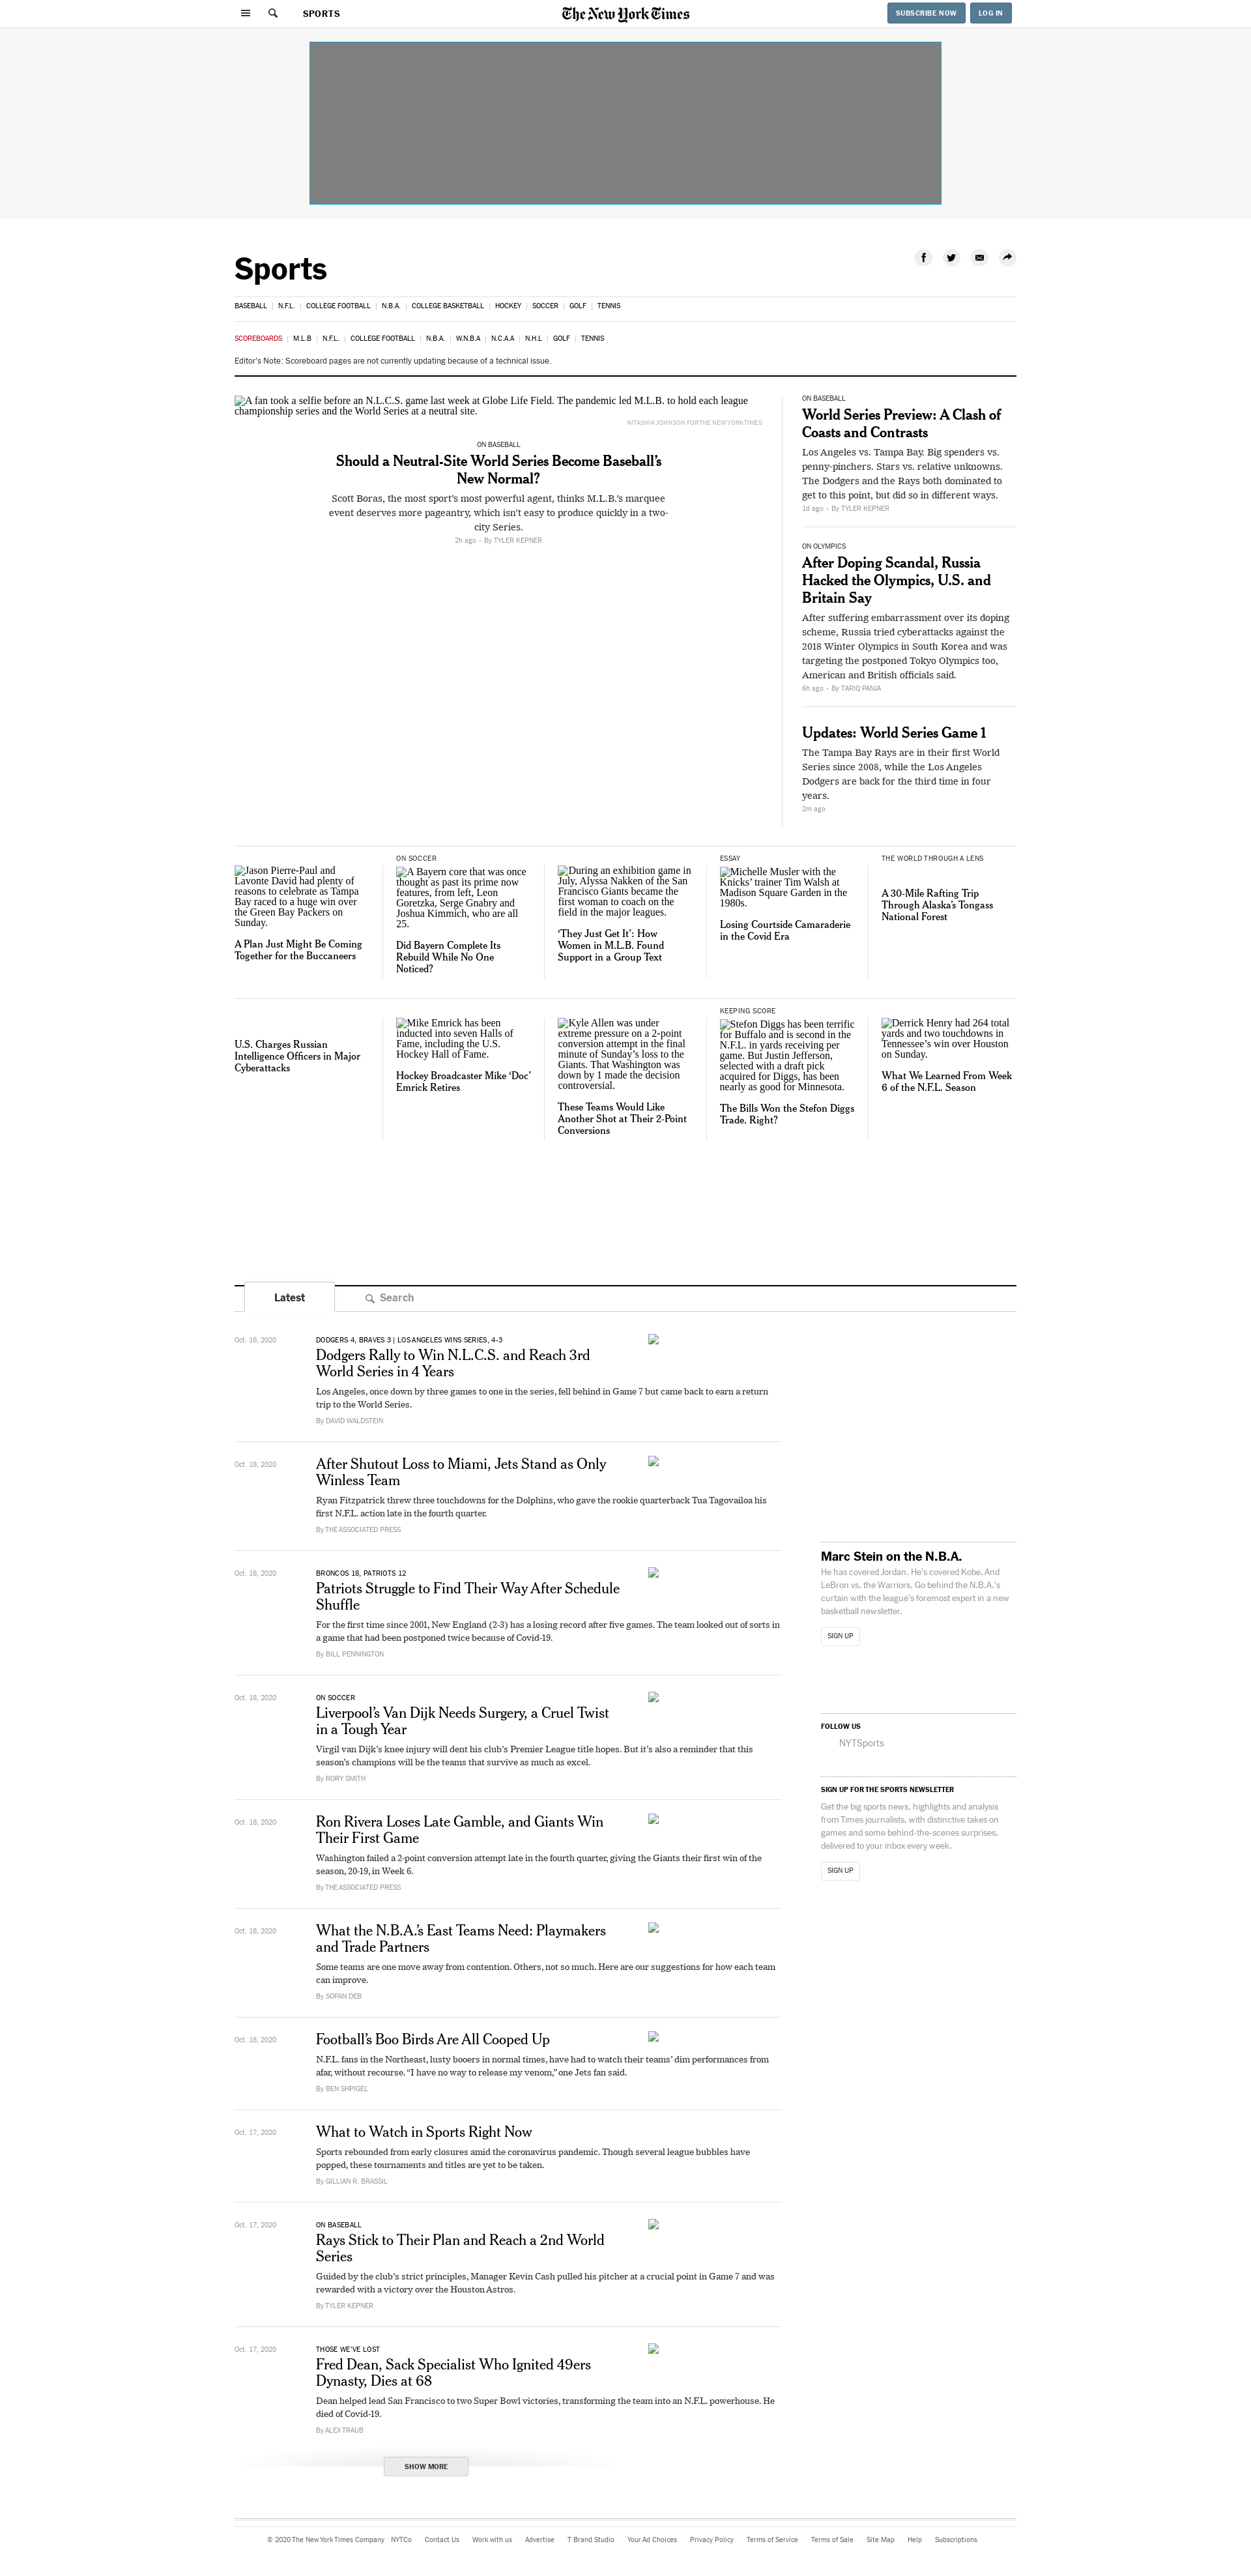 SPORTS
The New York Times
SUBSCRIBE NOW
LOG IN
Sports
BASEBALL | N.F.L. | COLLEGE FOOTBALL | N.B.A. | COLLEGE BASKETBALL | HOCKEY | SOCCER | GOLF | TENNIS
SCOREBOARDS | M.L.B | N.F.L. | COLLEGE FOOTBALL | N.B.A. | W.N.B.A | N.C.A.A | N.H.L | GOLF | TENNIS
Editor's Note: Scoreboard pages are not currently updating because of a technical issue.
A fan took a selfie before an N.L.C.S. game last week at Globe Life Field. The pandemic led M.L.B. to hold each league
championship series and the World Series at a neutral site.
NITASHIA JOHNSON FOR THE NEW YORK TIMES
ON BASEBALL
Should a Neutral-Site World Series Become Baseball's
New Normal?
Scott Boras, the most sport's most powerful agent, thinks M.L.B.'s marquee
event deserves more pageantry, which isn't easy to produce quickly in a two-
city Series.
2h ago • By TYLER KEPNER
ON BASEBALL
World Series Preview: A Clash of
Coasts and Contrasts
Los Angeles vs. Tampa Bay. Big spenders vs.
penny-pinchers. Stars vs. relative unknowns.
The Dodgers and the Rays both dominated to
get to this point, but did so in different ways.
1d ago • By TYLER KEPNER
ON OLYMPICS
After Doping Scandal, Russia
Hacked the Olympics, U.S. and
Britain Say
After suffering embarrassment over its doping
scheme, Russia tried cyberattacks against the
2018 Winter Olympics in South Korea and was
targeting the postponed Tokyo Olympics too,
American and British officials said.
6h ago • By TARIQ PANJA
Updates: World Series Game 1
The Tampa Bay Rays are in their first World
Series since 2008, while the Los Angeles
Dodgers are back for the third time in four
years.
2m ago
Jason Pierre-Paul and
Lavonte David had plenty of
reasons to celebrate as Tampa
Bay raced to a huge win over
the Green Bay Packers on
Sunday.
A Plan Just Might Be Coming
Together for the Buccaneers
ON SOCCER
A Bayern core that was once
thought as past its prime now
features, from left, Leon
Goretzka, Serge Gnabry and
Joshua Kimmich, who are all
25.
Did Bayern Complete Its
Rebuild While No One
Noticed?
During an exhibition game in
July, Alyssa Nakken of the San
Francisco Giants became the
first woman to coach on the
field in the major leagues.
‘They Just Get It’: How
Women in M.L.B. Found
Support in a Group Text
ESSAY
Michelle Musler with the
Knicks’ trainer Tim Walsh at
Madison Square Garden in the
1980s.
Losing Courtside Camaraderie
in the Covid Era
THE WORLD THROUGH A LENS
A 30-Mile Rafting Trip
Through Alaska’s Tongass
National Forest
U.S. Charges Russian
Intelligence Officers in Major
Cyberattacks
Mike Emrick has been
inducted into seven Halls of
Fame, including the U.S.
Hockey Hall of Fame.
Hockey Broadcaster Mike ‘Doc’
Emrick Retires
Kyle Allen was under
extreme pressure on a 2-point
conversion attempt in the final
minute of Sunday’s loss to the
Giants. That Washington was
down by 1 made the decision
controversial.
These Teams Would Like
Another Shot at Their 2-Point
Conversions
KEEPING SCORE
Stefon Diggs has been terrific
for Buffalo and is second in the
N.F.L. in yards receiving per
game. But Justin Jefferson,
selected with a draft pick
acquired for Diggs, has been
nearly as good for Minnesota.
The Bills Won the Stefon Diggs
Trade. Right?
Derrick Henry had 264 total
yards and two touchdowns in
Tennessee’s win over Houston
on Sunday.
What We Learned From Week
6 of the N.F.L. Season
Latest
Search
Oct. 18, 2020
DODGERS 4, BRAVES 3 | LOS ANGELES WINS SERIES, 4-3
Dodgers Rally to Win N.L.C.S. and Reach 3rd
World Series in 4 Years
Los Angeles, once down by three games to one in the series, fell behind in Game 7 but came back to earn a return
trip to the World Series.
By DAVID WALDSTEIN
Oct. 18, 2020
After Shutout Loss to Miami, Jets Stand as Only
Winless Team
Ryan Fitzpatrick threw three touchdowns for the Dolphins, who gave the rookie quarterback Tua Tagovailoa his
first N.F.L. action late in the fourth quarter.
By THE ASSOCIATED PRESS
Oct. 18, 2020
BRONCOS 18, PATRIOTS 12
Patriots Struggle to Find Their Way After Schedule
Shuffle
For the first time since 2001, New England (2-3) has a losing record after five games. The team looked out of sorts in
a game that had been postponed twice because of Covid-19.
By BILL PENNINGTON
Oct. 18, 2020
ON SOCCER
Liverpool’s Van Dijk Needs Surgery, a Cruel Twist
in a Tough Year
Virgil van Dijk’s knee injury will dent his club’s Premier League title hopes. But it’s also a reminder that this
season’s champions will be the teams that survive as much as excel.
By RORY SMITH
Oct. 18, 2020
Ron Rivera Loses Late Gamble, and Giants Win
Their First Game
Washington failed a 2-point conversion attempt late in the fourth quarter, giving the Giants their first win of the
season, 20-19, in Week 6.
By THE ASSOCIATED PRESS
Oct. 18, 2020
What the N.B.A.’s East Teams Need: Playmakers
and Trade Partners
Some teams are one move away from contention. Others, not so much. Here are our suggestions for how each team
can improve.
By SOPAN DEB
Oct. 18, 2020
Football’s Boo Birds Are All Cooped Up
N.F.L. fans in the Northeast, lusty booers in normal times, have had to watch their teams’ dim performances from
afar, without recourse. “I have no way to release my venom,” one Jets fan said.
By BEN SHPIGEL
Oct. 17, 2020
What to Watch in Sports Right Now
Sports rebounded from early closures amid the coronavirus pandemic. Though several league bubbles have
popped, these tournaments and titles are yet to be taken.
By GILLIAN R. BRASSIL
Oct. 17, 2020
ON BASEBALL
Rays Stick to Their Plan and Reach a 2nd World
Series
Guided by the club’s strict principles, Manager Kevin Cash pulled his pitcher at a crucial point in Game 7 and was
rewarded with a victory over the Houston Astros.
By TYLER KEPNER
Oct. 17, 2020
THOSE WE’VE LOST
Fred Dean, Sack Specialist Who Ignited 49ers
Dynasty, Dies at 68
Dean helped lead San Francisco to two Super Bowl victories, transforming the team into an N.F.L. powerhouse. He
died of Covid-19.
By ALEX TRAUB
SHOW MORE
Marc Stein on the N.B.A.
He has covered Jordan. He’s covered Kobe. And
LeBron vs. the Warriors. Go behind the N.B.A.’s
curtain with the league’s foremost expert in a new
basketball newsletter.
SIGN UP
FOLLOW US
NYTSports
SIGN UP FOR THE SPORTS NEWSLETTER
Get the big sports news, highlights and analysis
from Times journalists, with distinctive takes on
games and some behind-the-scenes surprises,
delivered to your inbox every week.
SIGN UP
© 2020 The New York Times Company NYTCo Contact Us Work with us Advertise T Brand Studio Your Ad Choices Privacy Policy Terms of Service Terms of Sale Site Map Help Subscriptions